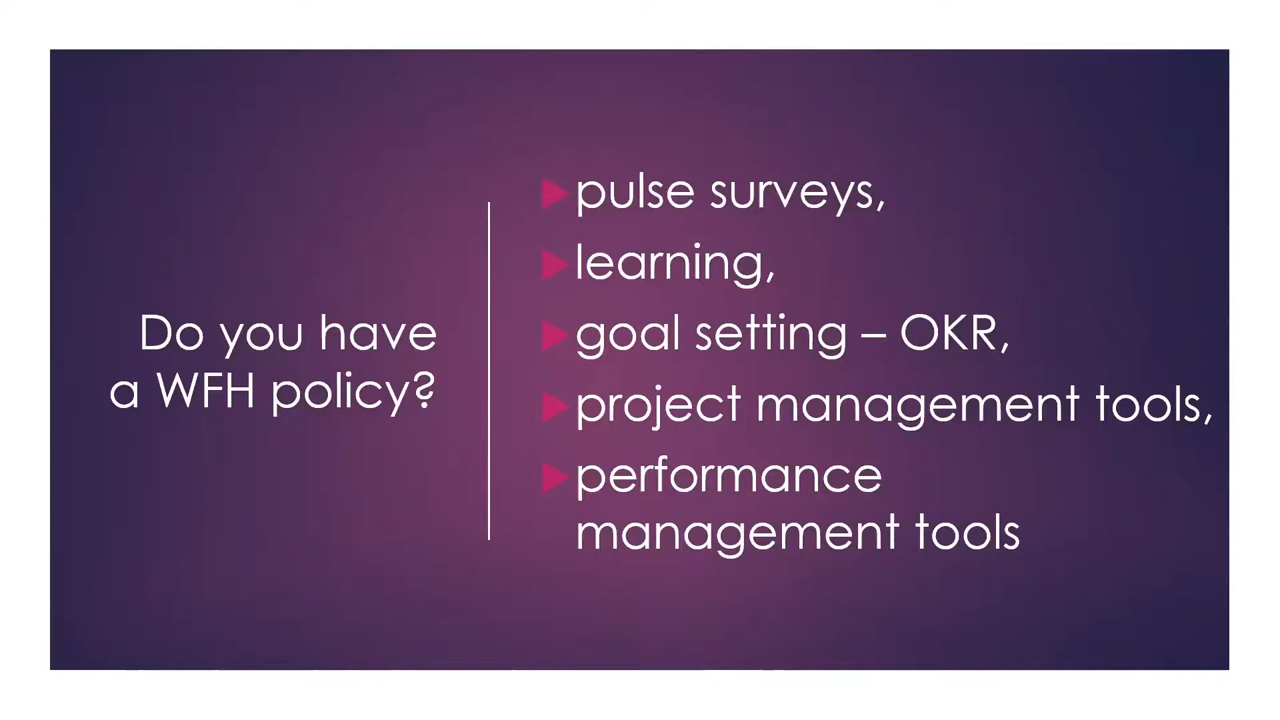 Do you have
a WFH policy?
pulse surveys,
learning,
goal setting – OKR,
project management tools,
performance
management tools